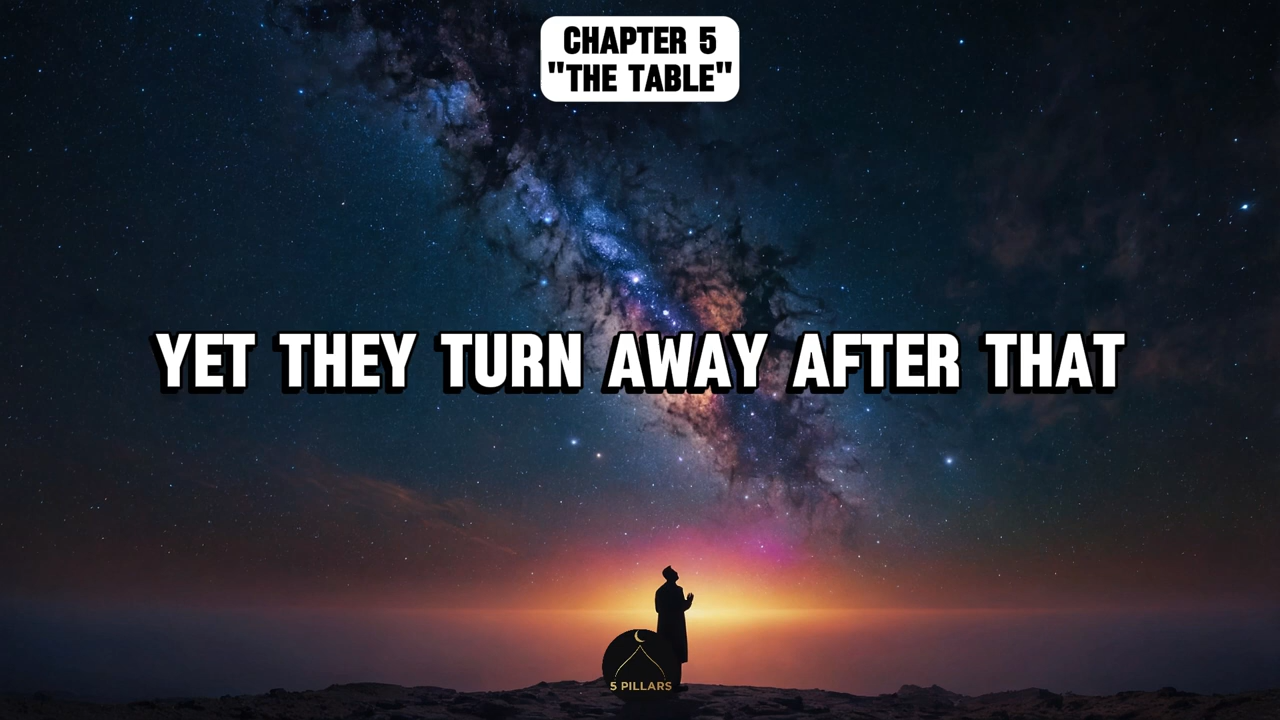 CHAPTER 5
"THE TABLE"
YET THEY TURN AWAY AFTER THAT
5 PILLARS